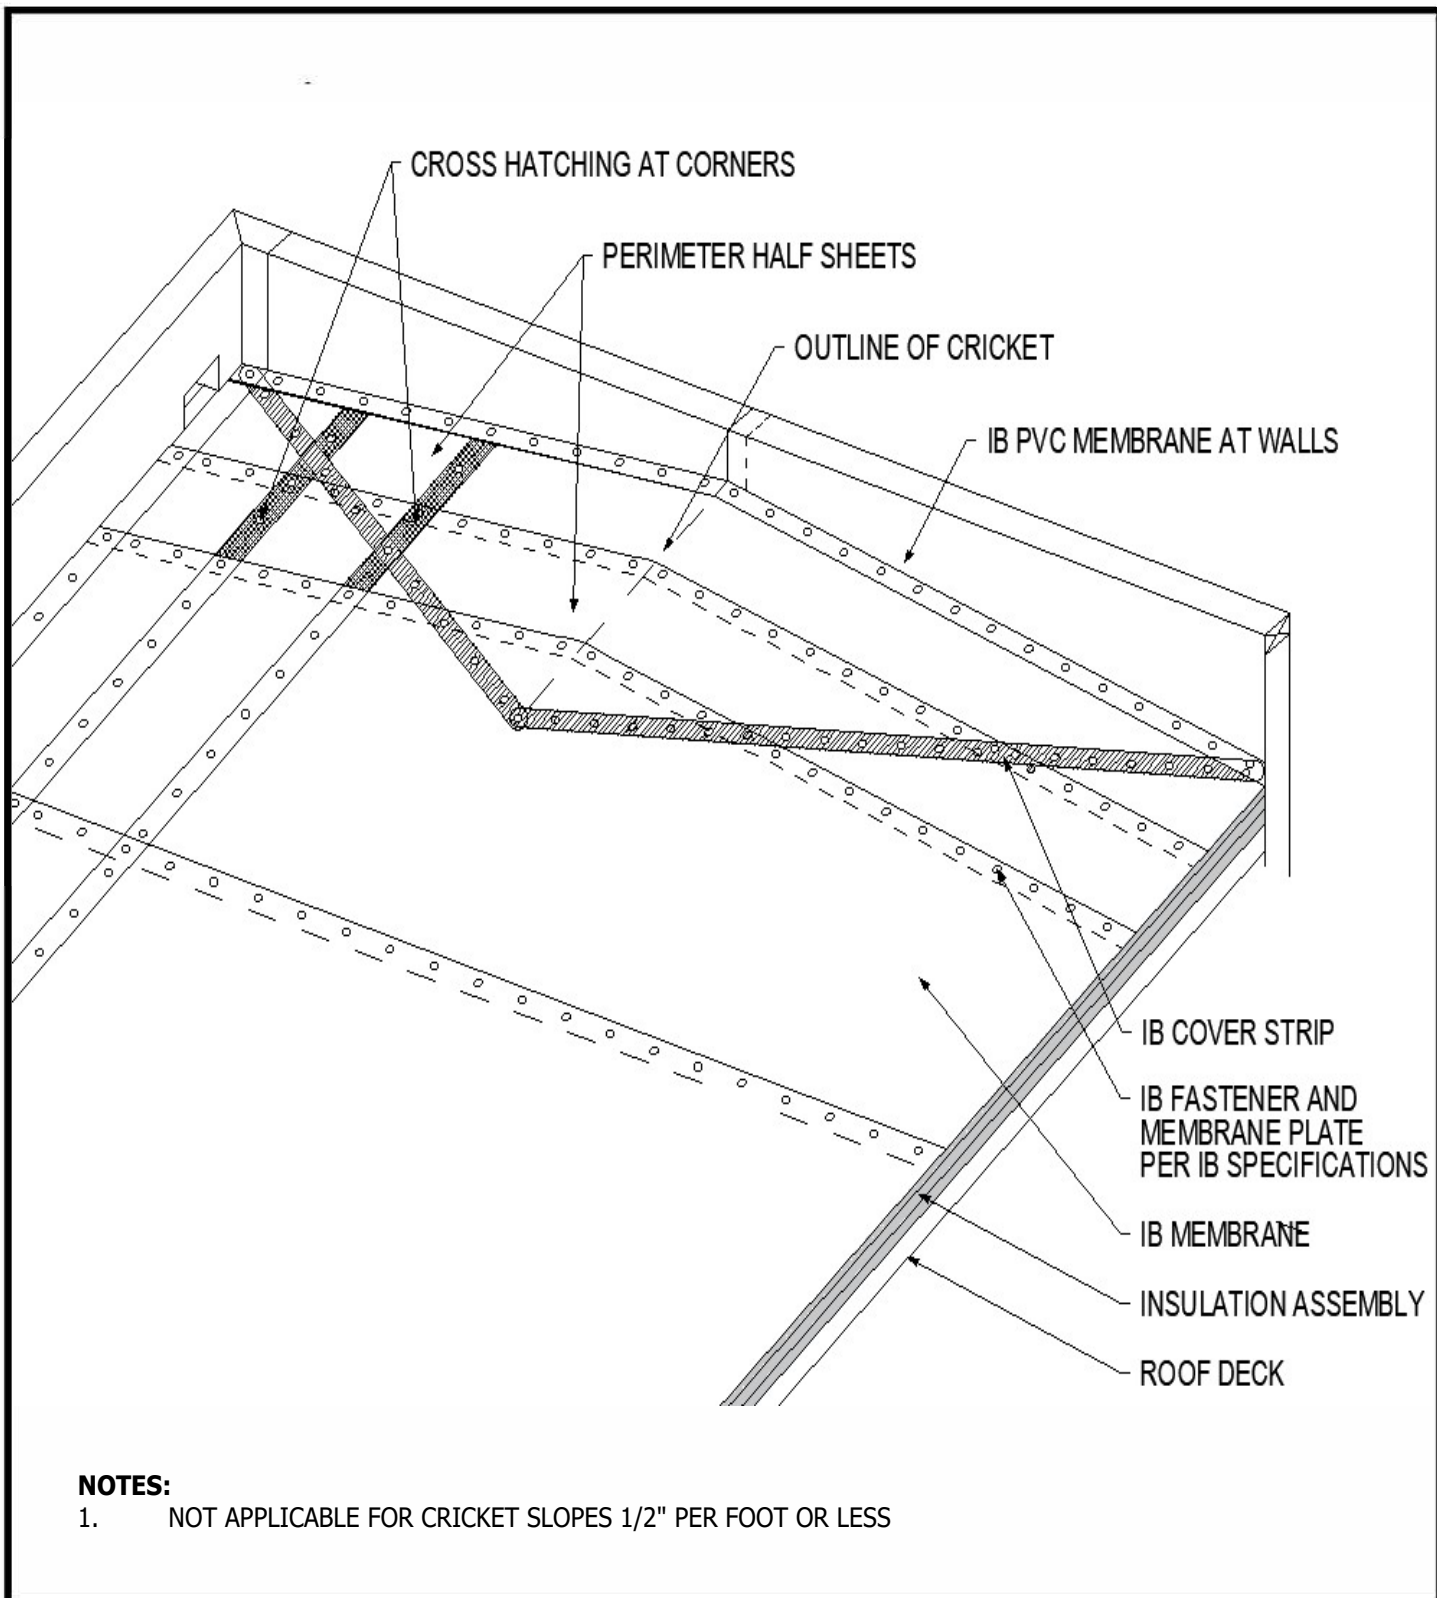 CROSS HATCHING AT CORNERS
PERIMETER HALF SHEETS
OUTLINE OF CRICKET
IB PVC MEMBRANE AT WALLS
IB COVER STRIP
IB FASTENER AND
MEMBRANE PLATE
PER IB SPECIFICATIONS
IB MEMBRANE
INSULATION ASSEMBLY
ROOF DECK
NOTES:
1. NOT APPLICABLE FOR CRICKET SLOPES 1/2" PER FOOT OR LESS